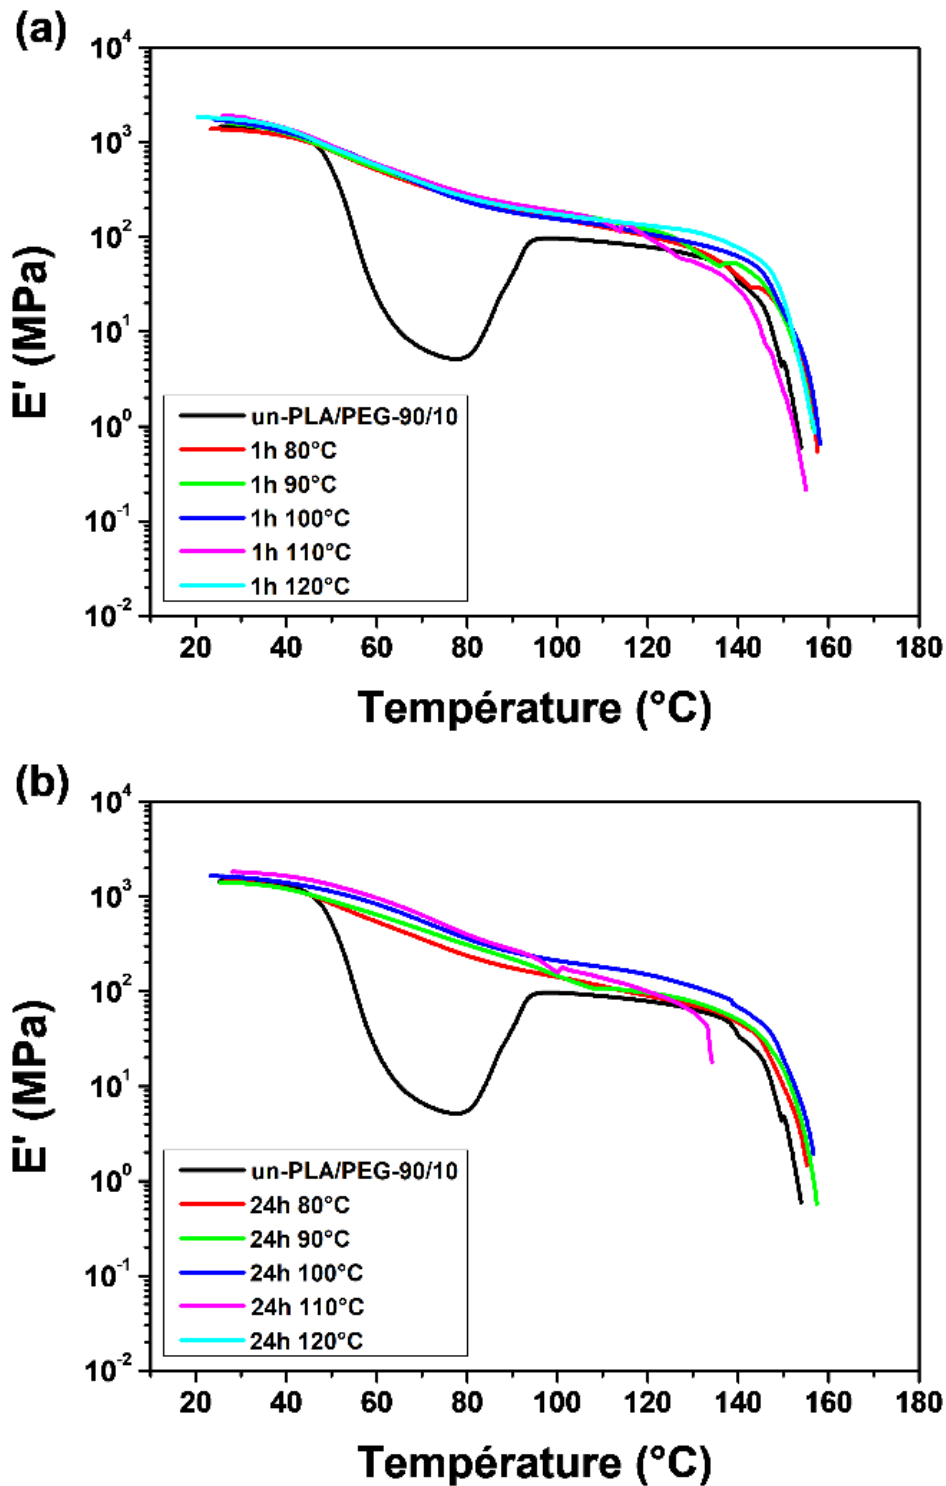 (a)
10⁴
10³
10²
10¹
10⁰
10⁻¹
10⁻²
E' (MPa)
un-PLA/PEG-90/10
1h 80°C
1h 90°C
1h 100°C
1h 110°C
1h 120°C
20 40 60 80 100 120 140 160 180
Température (°C)
(b)
10⁴
10³
10²
10¹
10⁰
10⁻¹
10⁻²
E' (MPa)
un-PLA/PEG-90/10
24h 80°C
24h 90°C
24h 100°C
24h 110°C
24h 120°C
20 40 60 80 100 120 140 160 180
Température (°C)